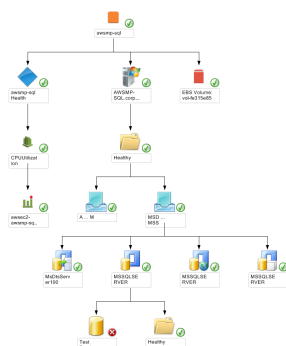 awsmp-sql
awsmp-sql
Health
AWSMP-
SQL.corp...
EBS Volume:
vol-fe315e85
CPUUtilizat
ion
Healthy
awsec2-
awsmp-sq..
A ... M
MSD ...
MSS
MsDtsServ
er100
MSSQLSE
RVER
MSSQLSE
RVER
MSSQLSE
RVER
Test
Healthy